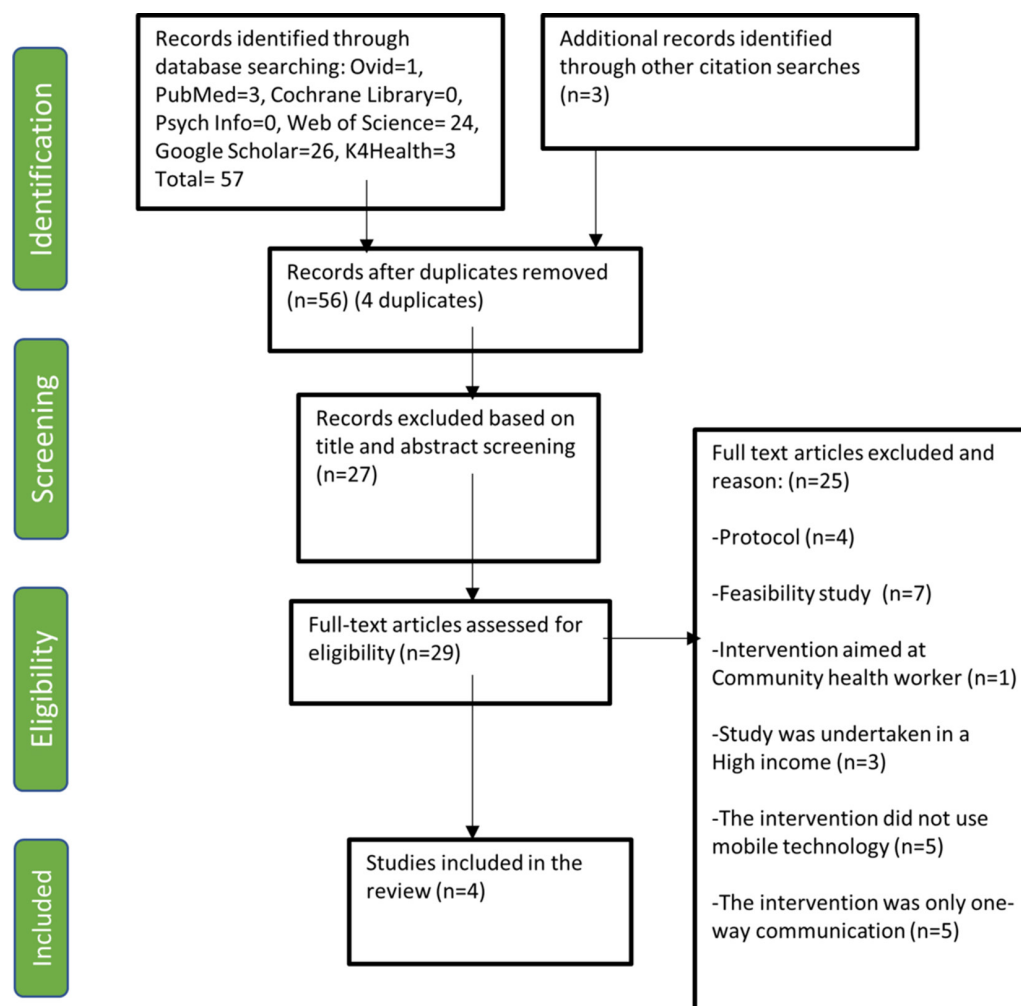 Identification
Records identified through
database searching: Ovid=1,
PubMed=3, Cochrane Library=0,
Psych Info=0, Web of Science= 24,
Google Scholar=26, K4Health=3
Total= 57
Additional records identified
through other citation searches
(n=3)
Records after duplicates removed
(n=56) (4 duplicates)
Screening
Records excluded based on
title and abstract screening
(n=27)
Eligibility
Full-text articles assessed for
eligibility (n=29)
Full text articles excluded and
reason: (n=25)
-Protocol (n=4)
-Feasibility study (n=7)
-Intervention aimed at
Community health worker (n=1)
-Study was undertaken in a
High income (n=3)
-The intervention did not use
mobile technology (n=5)
-The intervention was only one-
way communication (n=5)
Included
Studies included in the
review (n=4)